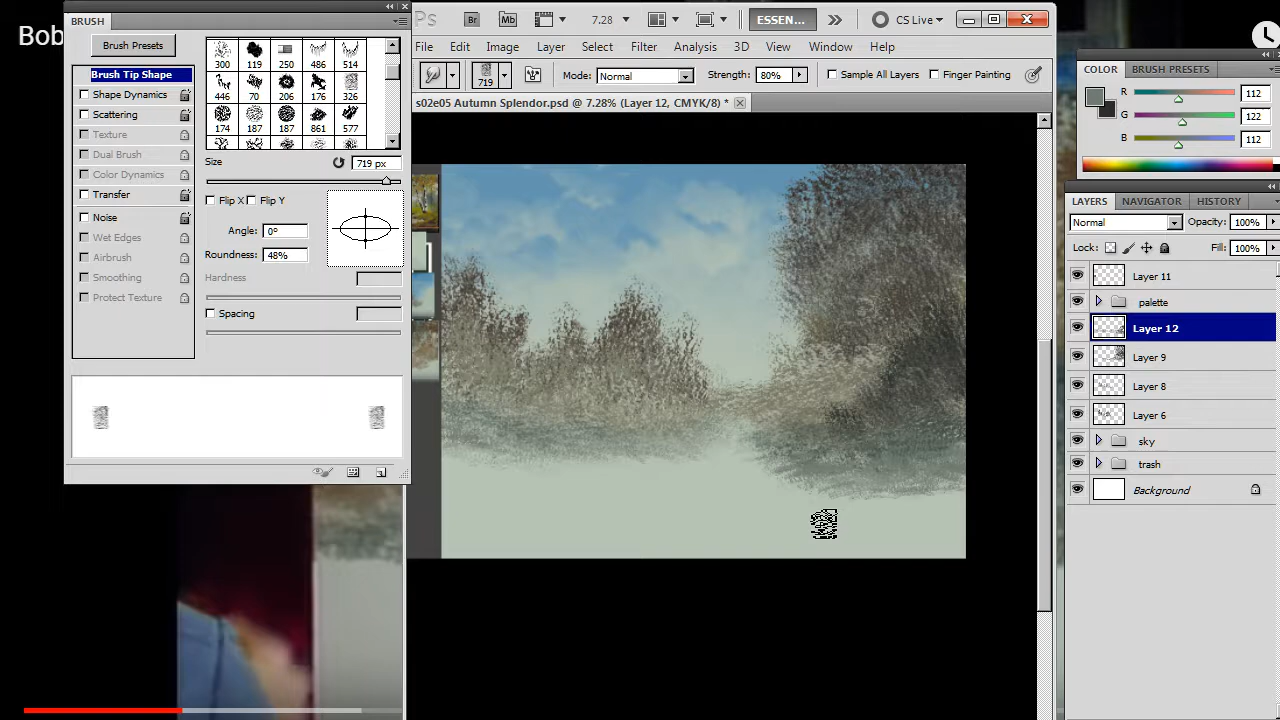 Bob
BRUSH
Brush Presets
Brush Tip Shape
Shape Dynamics
Scattering
Texture
Dual Brush
Color Dynamics
Transfer
Noise
Wet Edges
Airbrush
Smoothing
Protect Texture
300 119 250 486 514
446 70 206 176 326
174 187 187 861 577
Size 719 px
Flip X Flip Y
Angle: 0°
Roundness: 48%
Hardness
Spacing
Ps Br Mb 7.28 ESSEN... CS Live
File Edit Image Layer Select Filter Analysis 3D View Window Help
719 Mode: Normal Strength: 80% Sample All Layers Finger Painting
s02e05 Autumn Splendor.psd @ 7.28% (Layer 12, CMYK/8) *
COLOR BRUSH PRESETS
R 112
G 122
B 112
LAYERS NAVIGATOR HISTORY
Normal Opacity: 100%
Lock: Fill: 100%
Layer 11
palette
Layer 12
Layer 9
Layer 8
Layer 6
sky
trash
Background